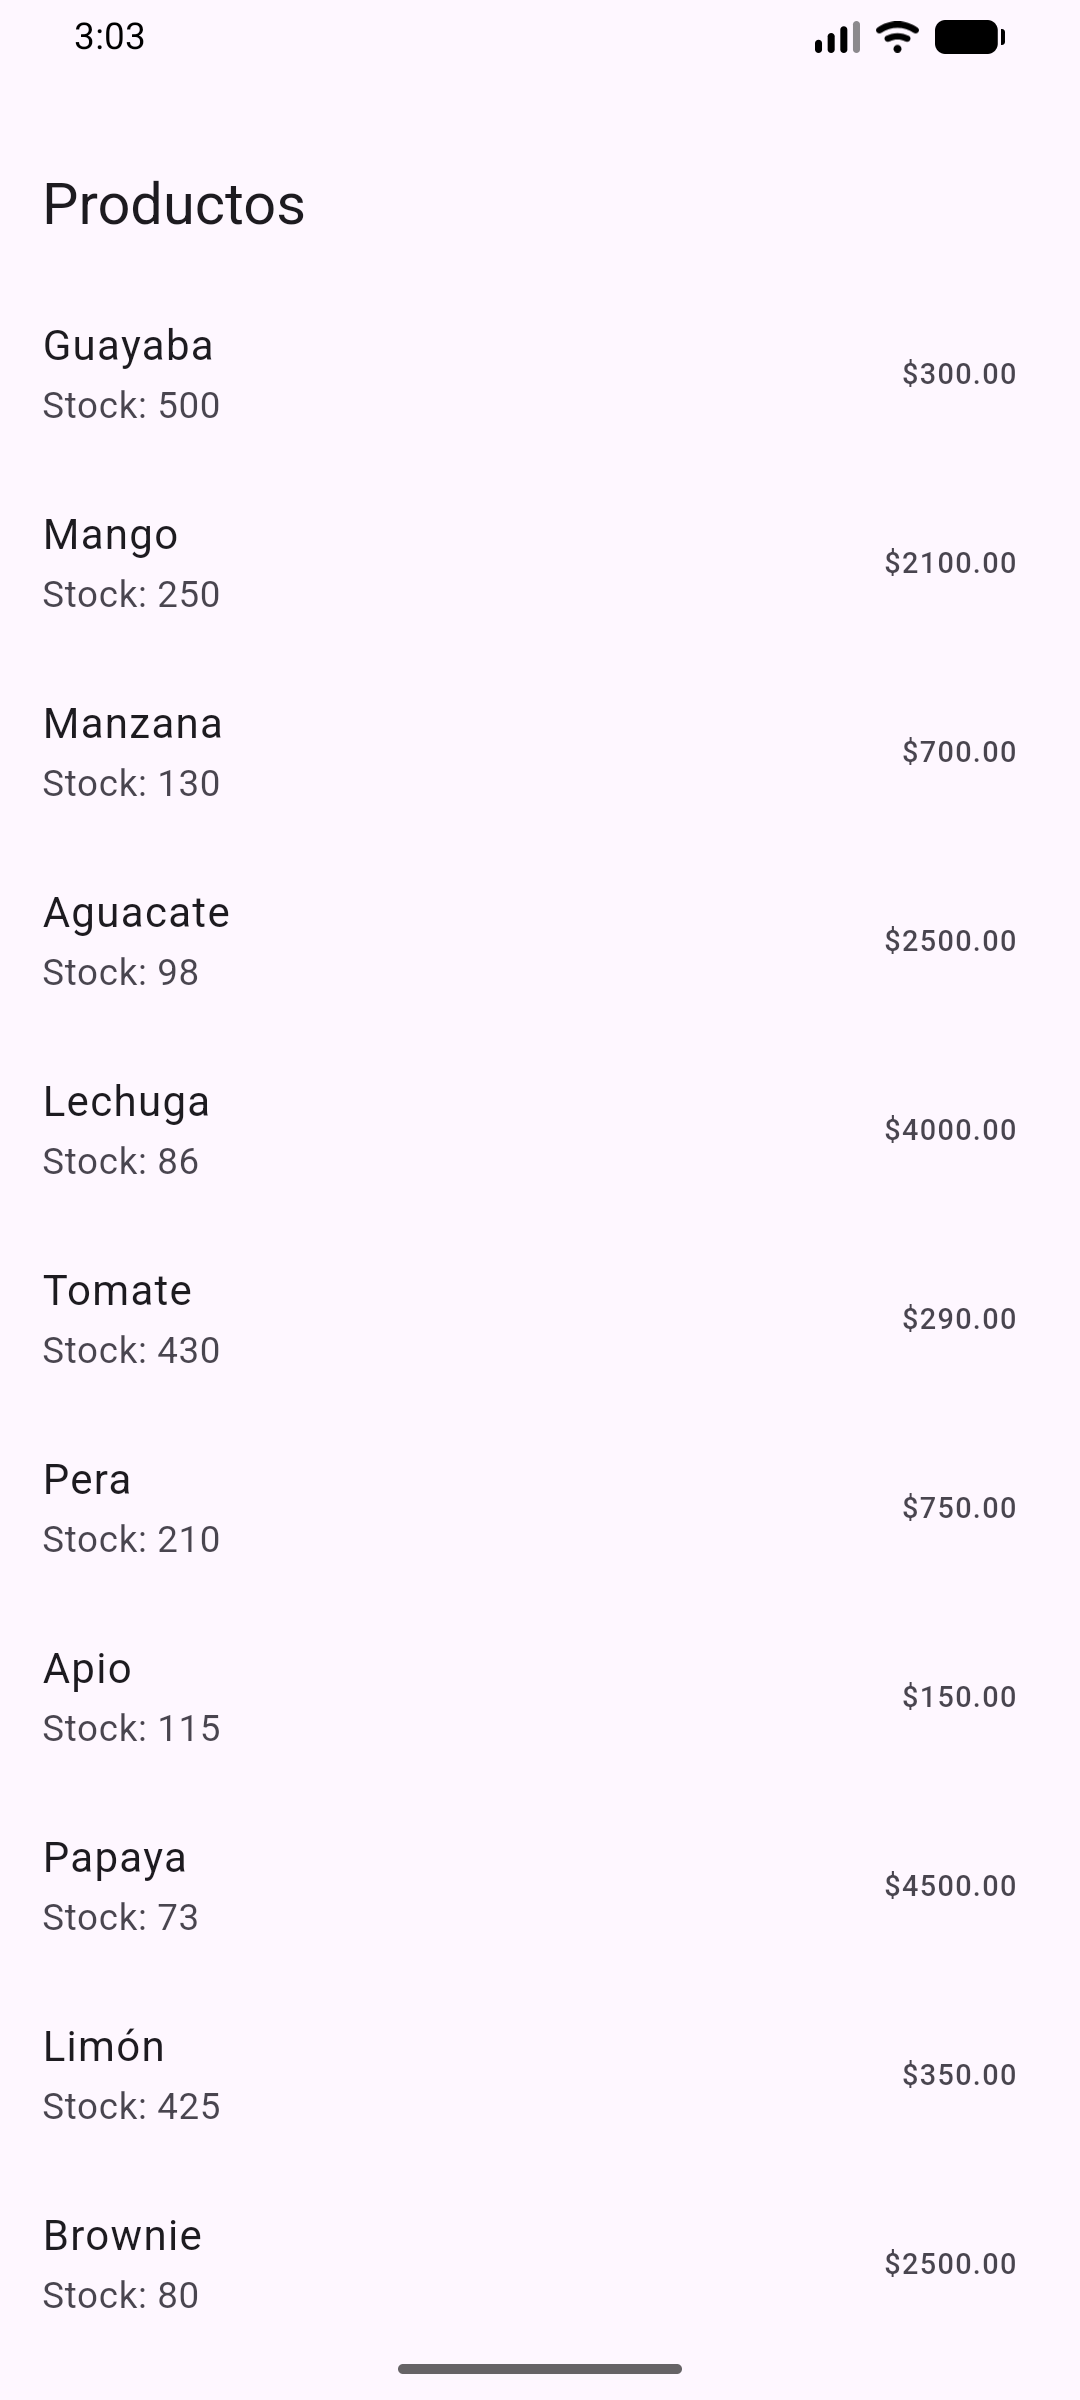 3:03
Productos
Guayaba
Stock: 500
$300.00
Mango
Stock: 250
$2100.00
Manzana
Stock: 130
$700.00
Aguacate
Stock: 98
$2500.00
Lechuga
Stock: 86
$4000.00
Tomate
Stock: 430
$290.00
Pera
Stock: 210
$750.00
Apio
Stock: 115
$150.00
Papaya
Stock: 73
$4500.00
Limón
Stock: 425
$350.00
Brownie
Stock: 80
$2500.00